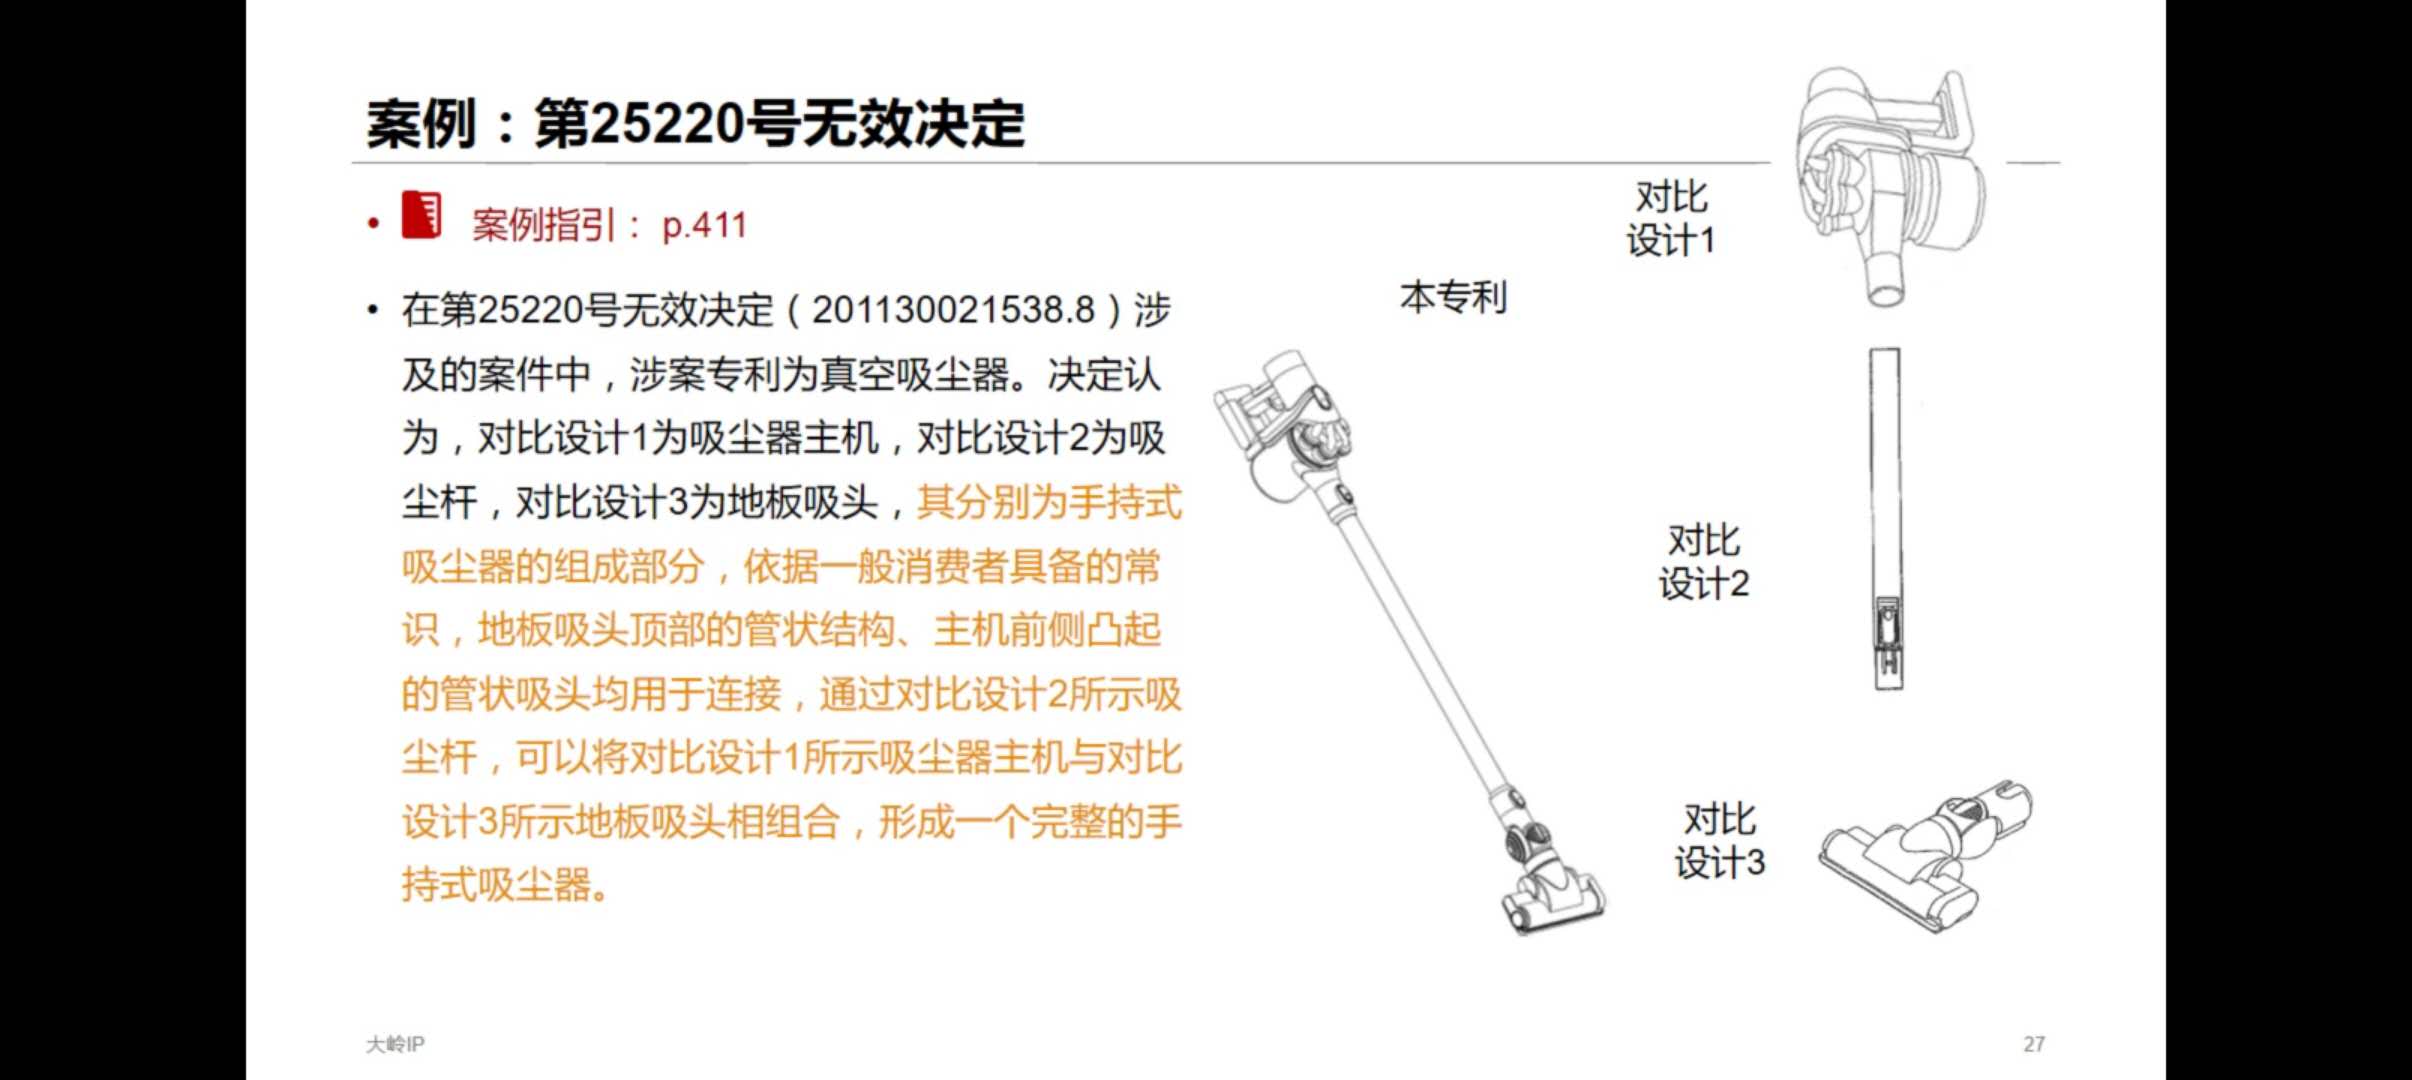 案例：第25220号无效决定
• 案例指引： p.411
• 在第25220号无效决定（201130021538.8）涉
及的案件中，涉案专利为真空吸尘器。决定认
为，对比设计1为吸尘器主机，对比设计2为吸
尘杆，对比设计3为地板吸头，其分别为手持式
吸尘器的组成部分，依据一般消费者具备的常
识，地板吸头顶部的管状结构、主机前侧凸起
的管状吸头均用于连接，通过对比设计2所示吸
尘杆，可以将对比设计1所示吸尘器主机与对比
设计3所示地板吸头相组合，形成一个完整的手
持式吸尘器。
本专利
对比
设计1
对比
设计2
对比
设计3
大岭IP
27